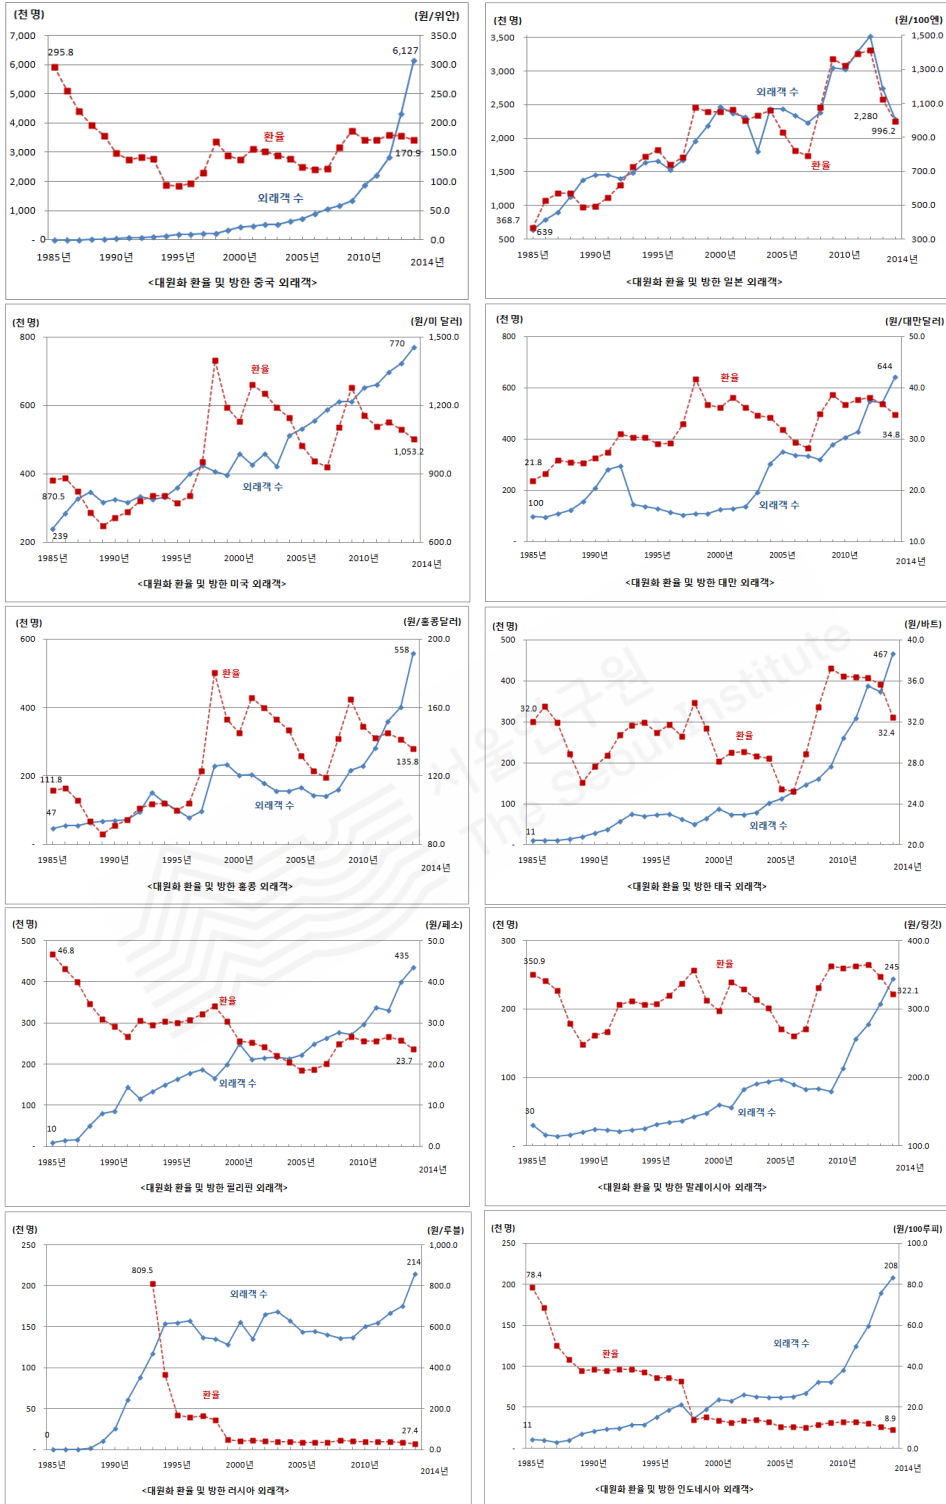 (천 명) (원/위안)
7,000 350.0
295.8 6,127
6,000 300.0
5,000 250.0
4,000 200.0
환율
3,000 150.0
170.9
2,000 100.0
외래객 수
1,000 50.0
- 0 0.0
1985년 1990년 1995년 2000년 2005년 2010년 2014년
<대원화 환율 및 방한 중국 외래객>
(천 명) (원/100엔)
1,500.0
3,500
1,300.0
3,000
외래객 수
1,100.0
2,500
2,280
996.2
900.0
2,000
환율
700.0
1,500
500.0
1,000
368.7
639
500 300.0
1985년 1990년 1995년 2000년 2005년 2010년 2014년
<대원화 환율 및 방한 일본 외래객>
(천 명) (원/미 달러)
800 1,500.0
770
환율
600 1,200.0
1,053.2
870.5
400 900.0
외래객 수
239
200 600.0
1985년 1990년 1995년 2000년 2005년 2010년 2014년
<대원화 환율 및 방한 미국 외래객>
(천 명) (원/대만달러)
800 50.0
644
환율
600 40.0
34.8
400 30.0
21.8
200 20.0
100
외래객 수
- 10.0
1985년 1990년 1995년 2000년 2005년 2010년 2014년
<대원화 환율 및 방한 대만 외래객>
(천 명) (원/홍콩달러)
600 200.0
558
환율
400 160.0
135.8
111.8
200 120.0
47
외래객 수
- 80.0
1985년 1990년 1995년 2000년 2005년 2010년 2014년
<대원화 환율 및 방한 홍콩 외래객>
(천 명) (원/바트)
500 40.0
467
400 36.0
32.0
300 32.0
32.4
환율
200 28.0
100 24.0
외래객 수
11
- 20.0
1985년 1990년 1995년 2000년 2005년 2010년 2014년
<대원화 환율 및 방한 태국 외래객>
서울연구원
The Seoul Institute
(천 명) (원/페소)
500 50.0
46.8 435
400 40.0
환율
300 30.0
23.7
200 20.0
외래객 수
100 10.0
10
- 0.0
1985년 1990년 1995년 2000년 2005년 2010년 2014년
<대원화 환율 및 방한 필리핀 외래객>
(천 명) (원/링깃)
300 400.0
350.9 환율 245
322.1
200 300.0
100 200.0
30
외래객 수
- 100.0
1985년 1990년 1995년 2000년 2005년 2010년 2014년
<대원화 환율 및 방한 말레이시아 외래객>
(천 명) (원/루블)
250 1,000.0
809.5 214
200 800.0
외래객 수
150 600.0
100 400.0
환율
50 200.0
0 27.4
- 0.0
1985년 1990년 1995년 2000년 2005년 2010년 2014년
<대원화 환율 및 방한 러시아 외래객>
(천 명) (원/100루피)
250 100.0
78.4 208
200 80.0
외래객 수
150 60.0
환율
100 40.0
50 20.0
11 8.9
- 0.0
1985년 1990년 1995년 2000년 2005년 2010년 2014년
<대원화 환율 및 방한 인도네시아 외래객>